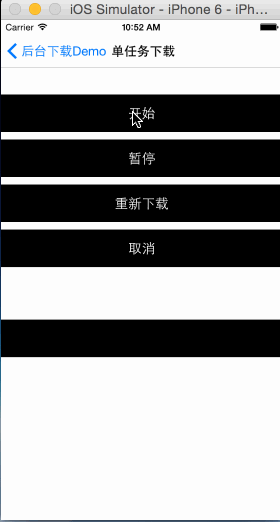 iOS Simulator - iPhone 6 - iPh...
Carrier 10:52 AM
后台下载Demo 单任务下载
开始
暂停
重新下载
取消